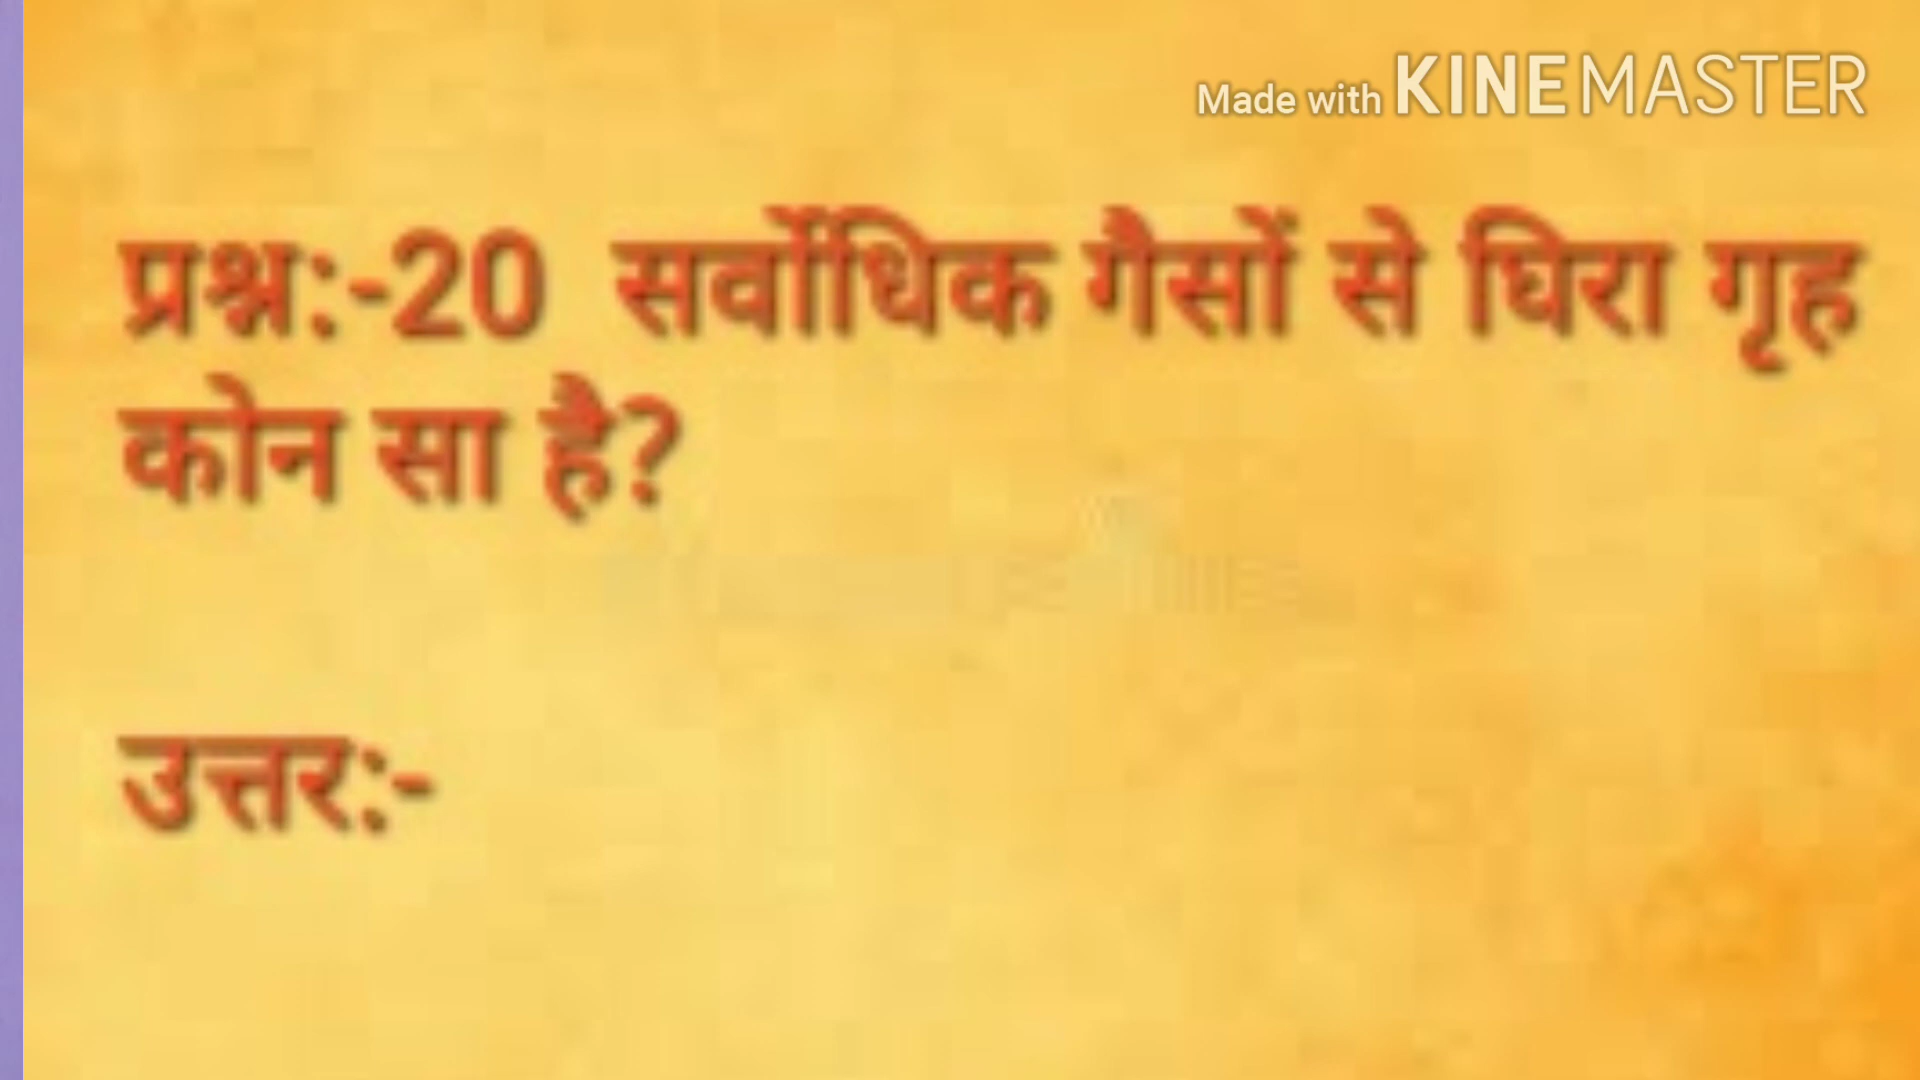 Made with KINEMASTER
प्रश्न:-20 सर्वाेधिक गैसों से घिरा गृह
कोन सा है?
उत्तर:-